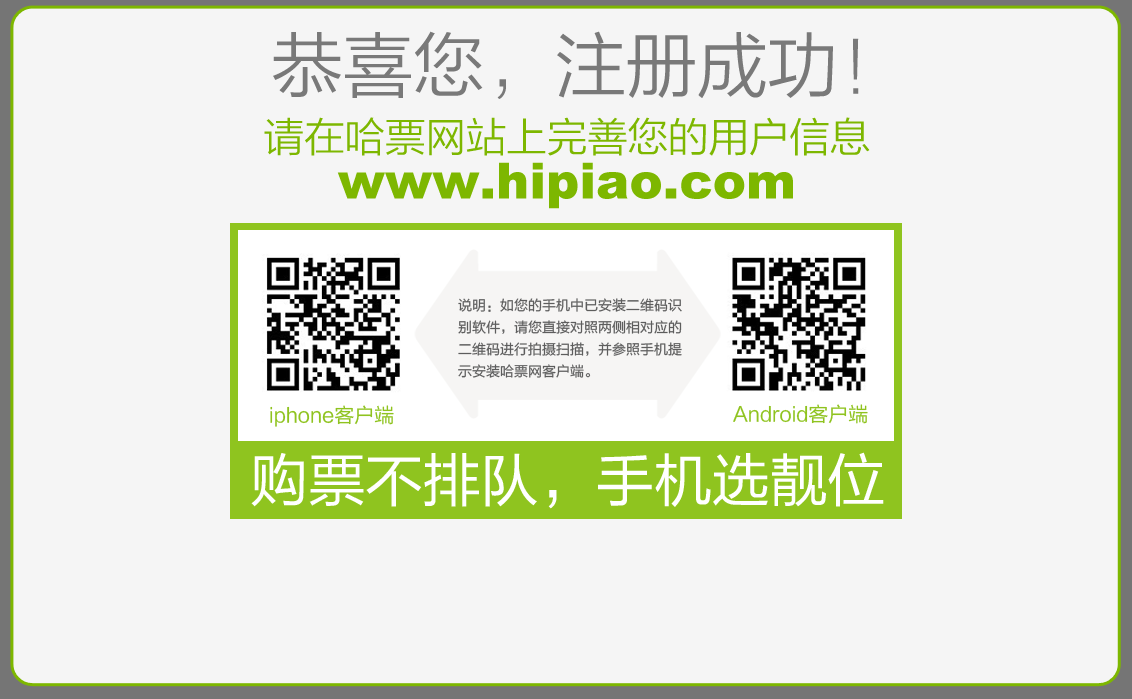 恭喜您，注册成功！
请在哈票网站上完善您的用户信息
www.hipiao.com
说明：如您的手机中已安装二维码识
别软件，请您直接对照两侧相对应的
二维码进行拍摄扫描，并参照手机提
示安装哈票网客户端。
iphone客户端
Android客户端
购票不排队，手机选靓位